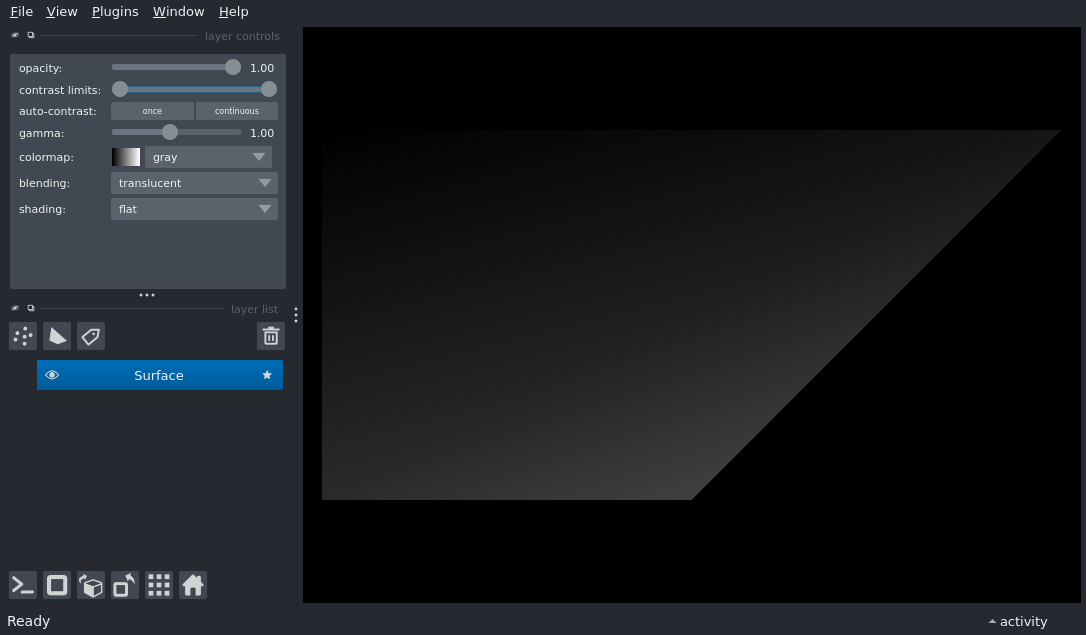 File View Plugins Window Help
layer controls
opacity: 1.00
contrast limits:
auto-contrast: once continuous
gamma: 1.00
colormap: gray
blending: translucent
shading: flat
layer list
Surface
Ready
activity